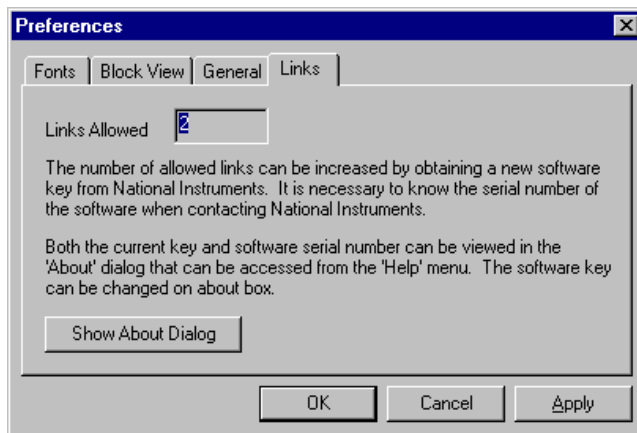 Preferences
Fonts Block View General Links
Links Allowed 2
The number of allowed links can be increased by obtaining a new software
key from National Instruments. It is necessary to know the serial number of
the software when contacting National Instruments.
Both the current key and software serial number can be viewed in the
'About' dialog that can be accessed from the 'Help' menu. The software key
can be changed on about box.
Show About Dialog
OK Cancel Apply